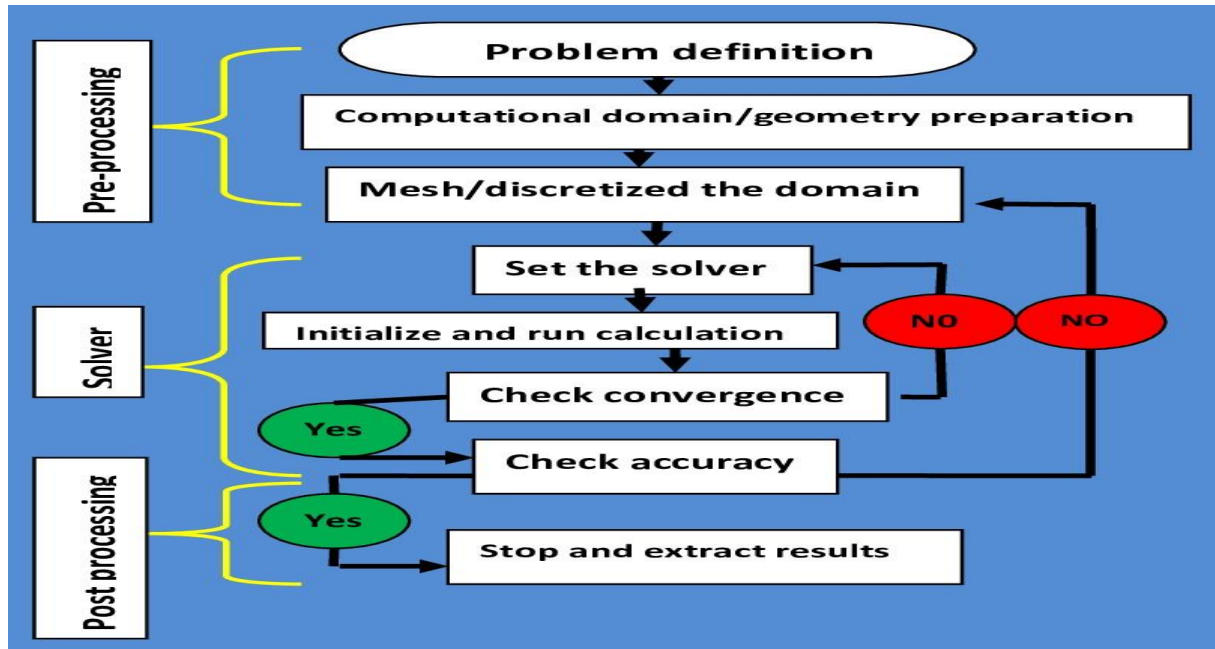 Problem definition
Pre-processing
Computational domain/geometry preparation
Mesh/discretized the domain
Set the solver
Solver
Initialize and run calculation
N0
NO
Check convergence
Yes
Check accuracy
Post processing
Yes
Stop and extract results